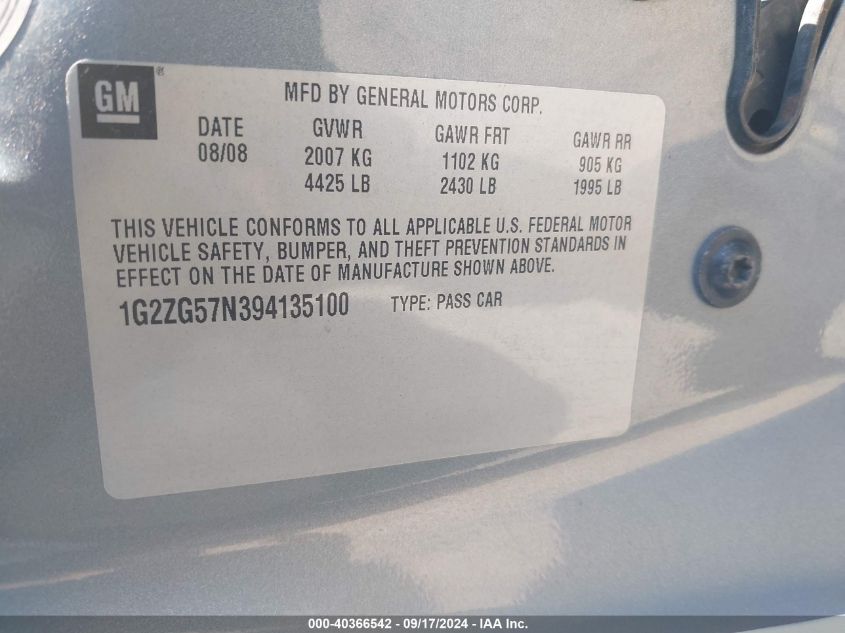 GM ®
MFD BY GENERAL MOTORS CORP.
DATE GVWR GAWR FRT GAWR RR
08/08 2007 KG 1102 KG 905 KG
4425 LB 2430 LB 1995 LB
THIS VEHICLE CONFORMS TO ALL APPLICABLE U.S. FEDERAL MOTOR
VEHICLE SAFETY, BUMPER, AND THEFT PREVENTION STANDARDS IN
EFFECT ON THE DATE OF MANUFACTURE SHOWN ABOVE.
1G2ZG57N394135100 TYPE: PASS CAR
000-40366542 - 09/17/2024 - IAA Inc.